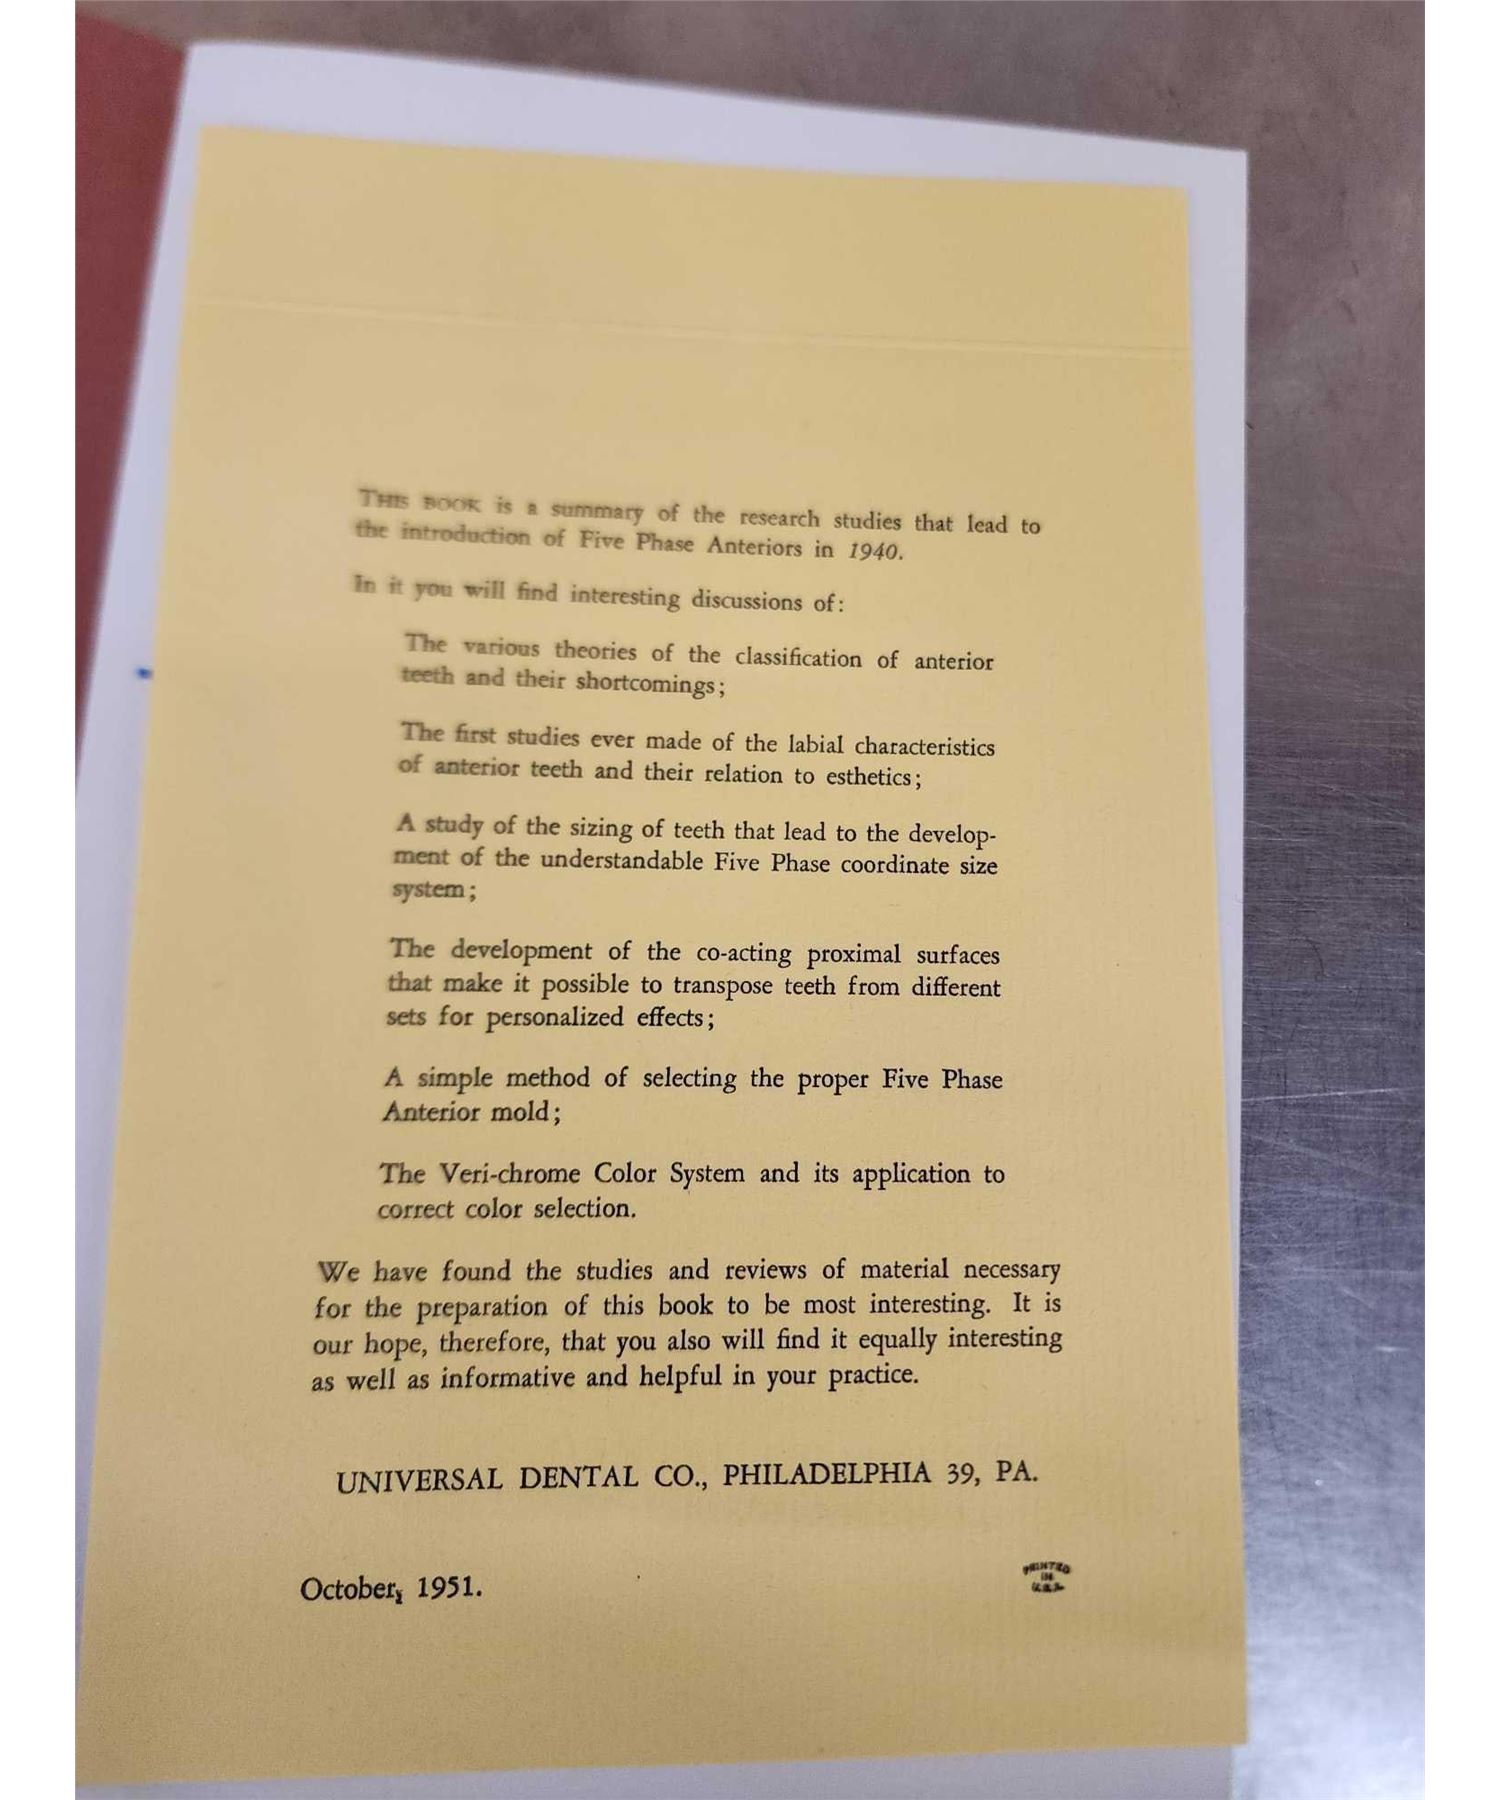 THIS BOOK is a summary of the research studies that lead to
the introduction of Five Phase Anteriors in 1940.
In it you will find interesting discussions of:
The various theories of the classification of anterior
teeth and their shortcomings;
The first studies ever made of the labial characteristics
of anterior teeth and their relation to esthetics;
A study of the sizing of teeth that lead to the develop-
ment of the understandable Five Phase coordinate size
system;
The development of the co-acting proximal surfaces
that make it possible to transpose teeth from different
sets for personalized effects;
A simple method of selecting the proper Five Phase
Anterior mold;
The Veri-chrome Color System and its application to
correct color selection.
We have found the studies and reviews of material necessary
for the preparation of this book to be most interesting. It is
our hope, therefore, that you also will find it equally interesting
as well as informative and helpful in your practice.
UNIVERSAL DENTAL CO., PHILADELPHIA 39, PA.
October, 1951.
PRINTED
IN
U.S.A.